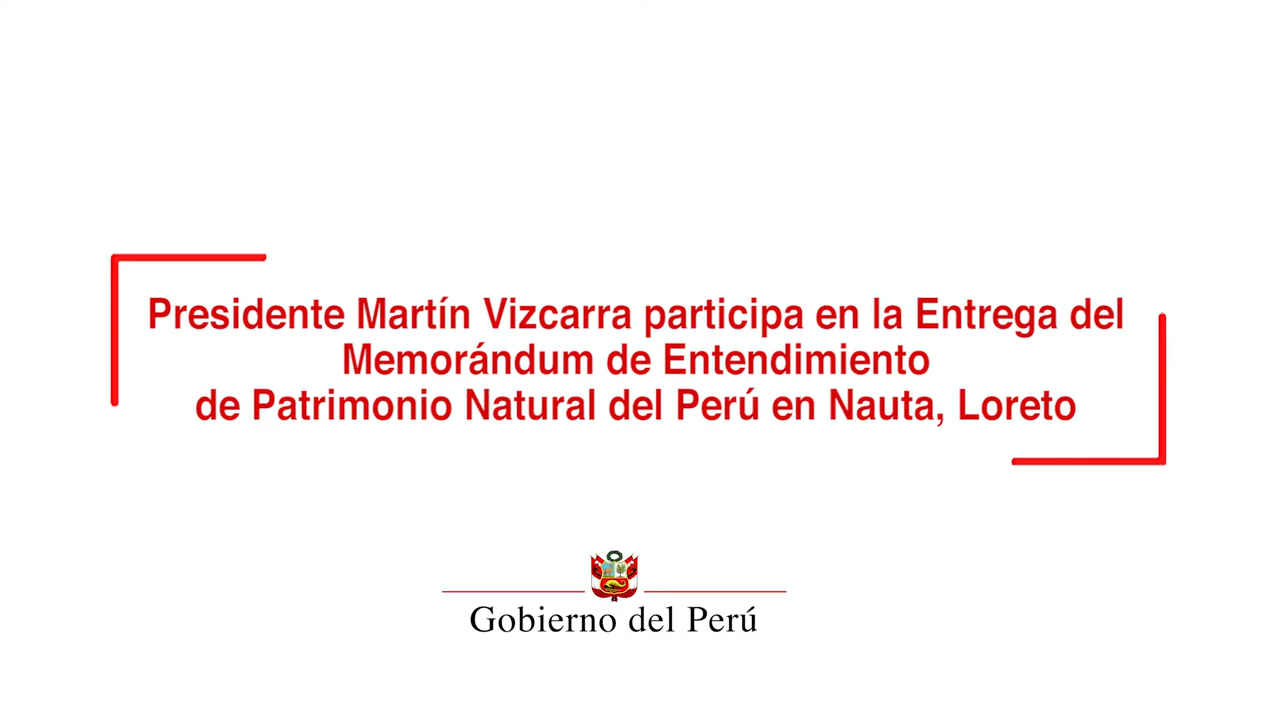 Presidente Martín Vizcarra participa en la Entrega del
Memorándum de Entendimiento
de Patrimonio Natural del Perú en Nauta, Loreto
Gobierno del Perú